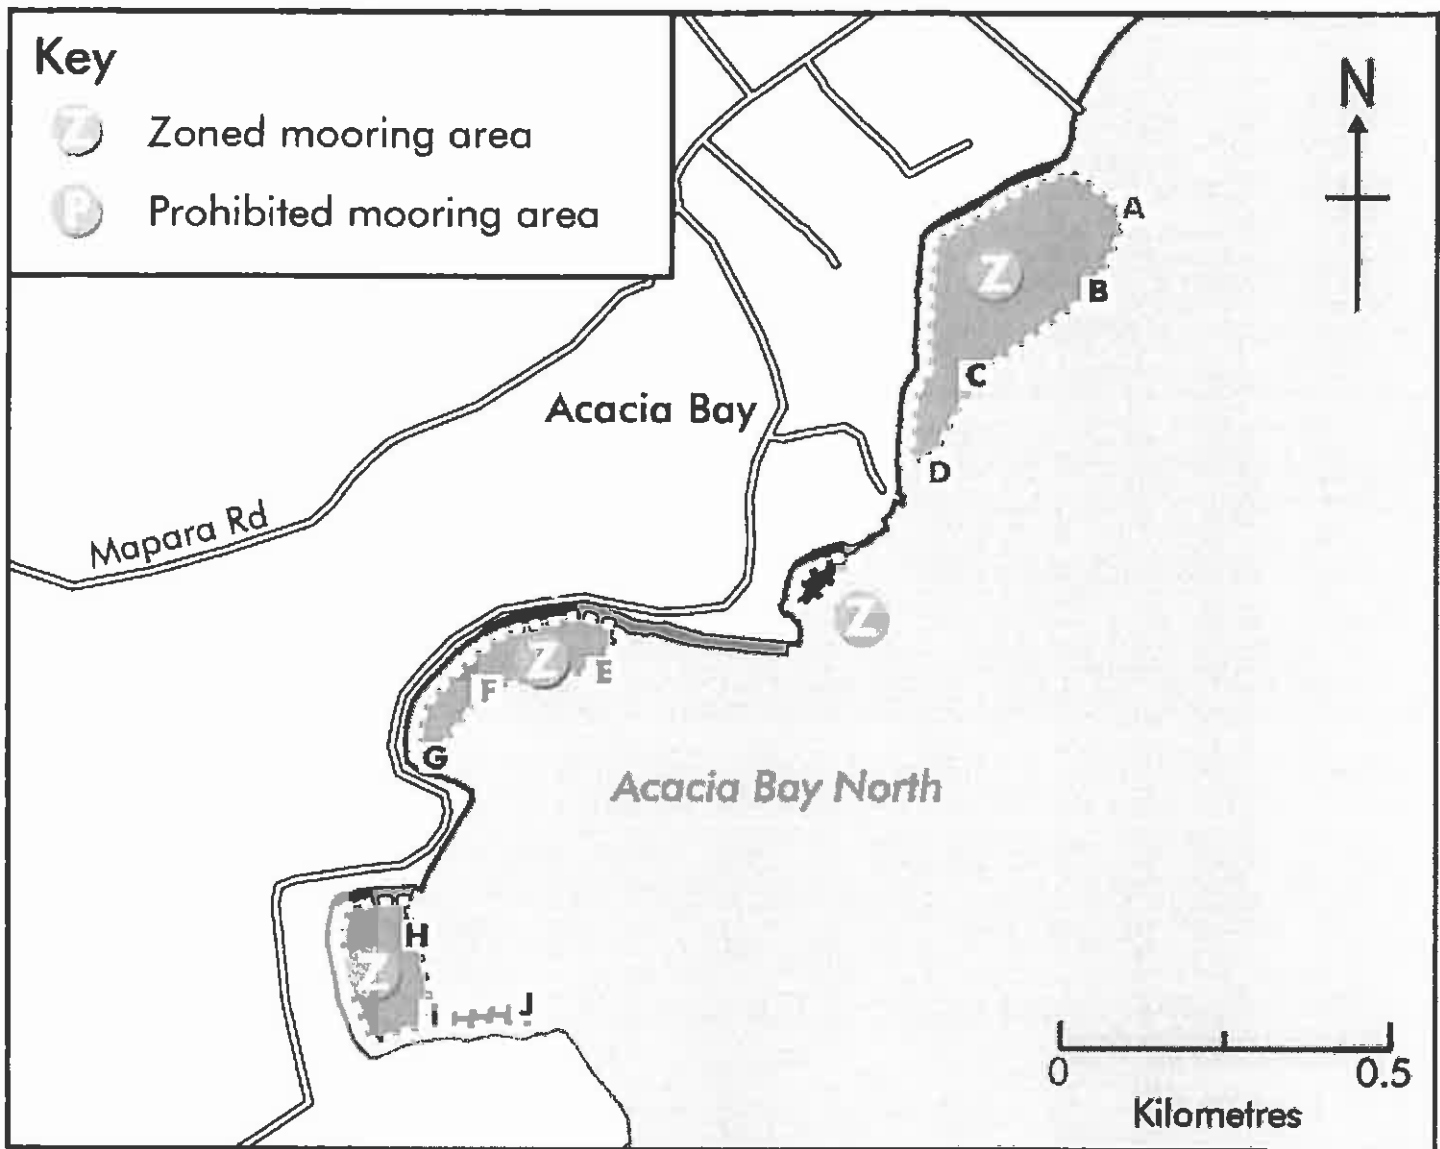 Key
Z Zoned mooring area
P Prohibited mooring area
N
A
Z
B
C
Acacia Bay
D
Mapara Rd
Z
Z
E
F
G
Acacia Bay North
H
Z
I
J
0 0.5
Kilometres